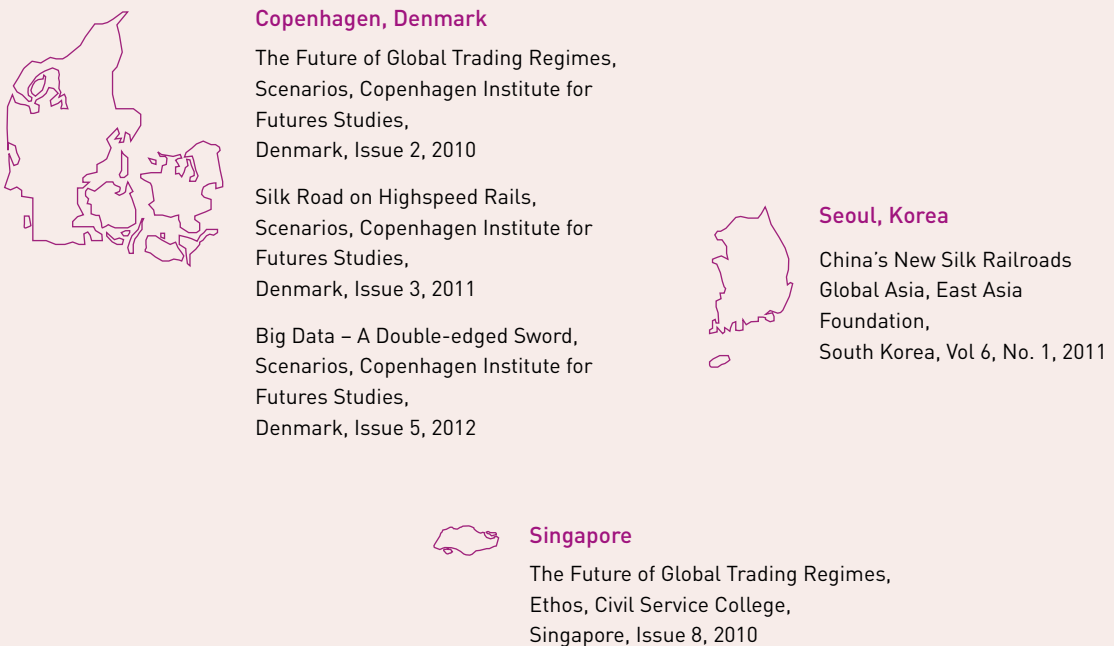 Copenhagen, Denmark
The Future of Global Trading Regimes,
Scenarios, Copenhagen Institute for
Futures Studies,
Denmark, Issue 2, 2010
Silk Road on Highspeed Rails,
Scenarios, Copenhagen Institute for
Futures Studies,
Denmark, Issue 3, 2011
Big Data – A Double-edged Sword,
Scenarios, Copenhagen Institute for
Futures Studies,
Denmark, Issue 5, 2012
Seoul, Korea
China’s New Silk Railroads
Global Asia, East Asia
Foundation,
South Korea, Vol 6, No. 1, 2011
Singapore
The Future of Global Trading Regimes,
Ethos, Civil Service College,
Singapore, Issue 8, 2010